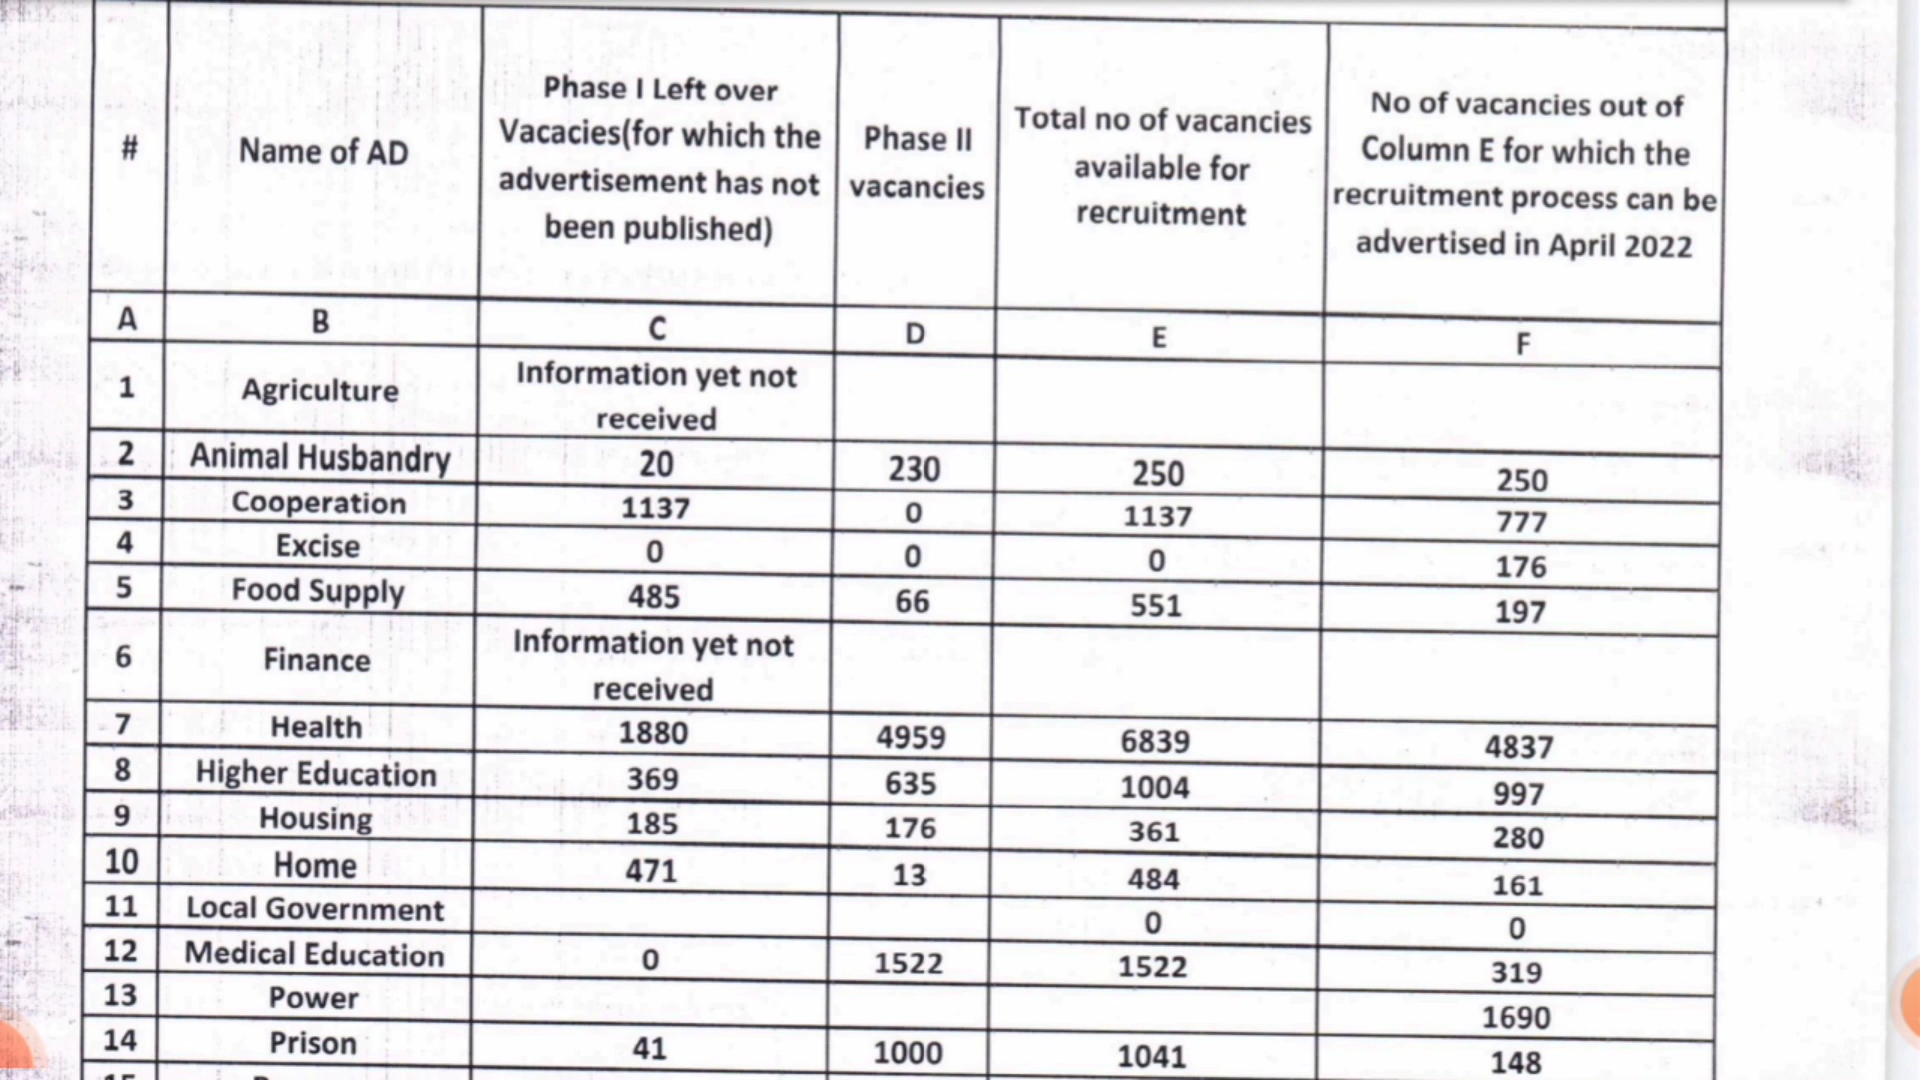 # | Name of AD | Phase I Left over Vacacies(for which the advertisement has not been published) | Phase II vacancies | Total no of vacancies available for recruitment | No of vacancies out of Column E for which the recruitment process can be advertised in April 2022
A | B | C | D | E | F
1 | Agriculture | Information yet not received
2 | Animal Husbandry | 20 | 230 | 250 | 250
3 | Cooperation | 1137 | 0 | 1137 | 777
4 | Excise | 0 | 0 | 0 | 176
5 | Food Supply | 485 | 66 | 551 | 197
6 | Finance | Information yet not received
7 | Health | 1880 | 4959 | 6839 | 4837
8 | Higher Education | 369 | 635 | 1004 | 997
9 | Housing | 185 | 176 | 361 | 280
10 | Home | 471 | 13 | 484 | 161
11 | Local Government | | | 0 | 0
12 | Medical Education | 0 | 1522 | 1522 | 319
13 | Power | | | | 1690
14 | Prison | 41 | 1000 | 1041 | 148